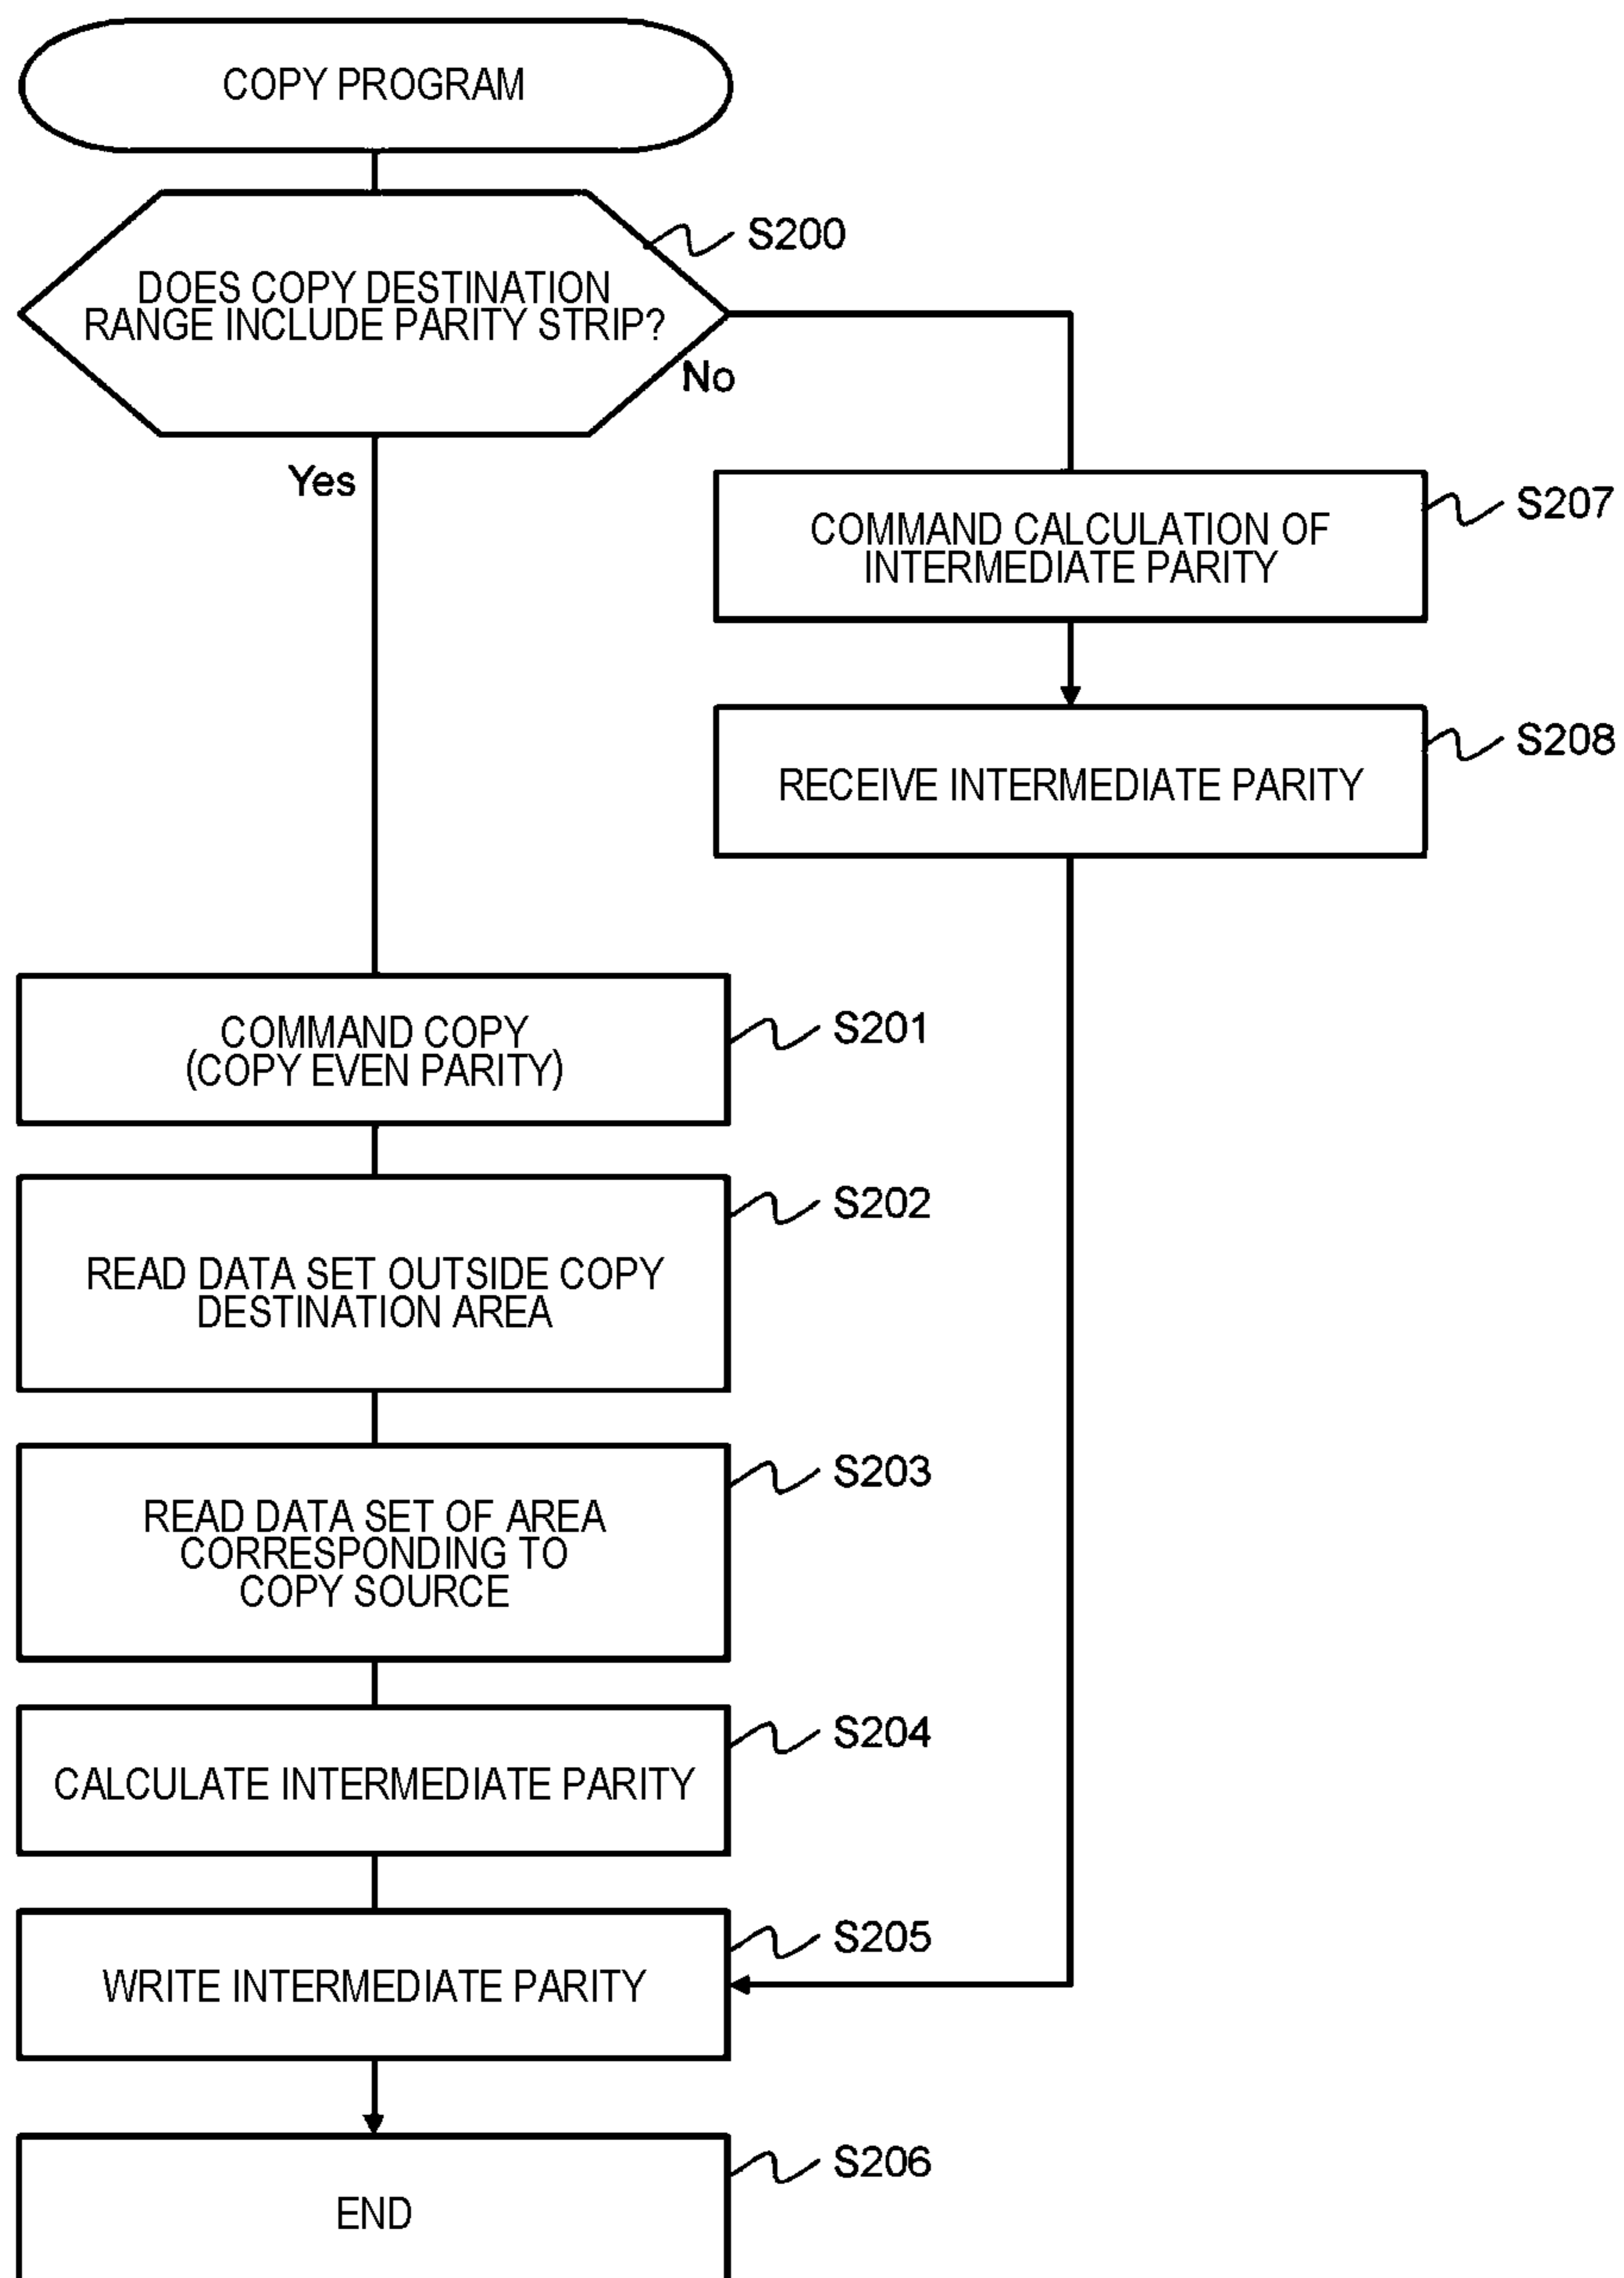 COPY PROGRAM
S200
DOES COPY DESTINATION
RANGE INCLUDE PARITY STRIP?
No
Yes
S207
COMMAND CALCULATION OF
INTERMEDIATE PARITY
S208
RECEIVE INTERMEDIATE PARITY
S201
COMMAND COPY
(COPY EVEN PARITY)
S202
READ DATA SET OUTSIDE COPY
DESTINATION AREA
S203
READ DATA SET OF AREA
CORRESPONDING TO
COPY SOURCE
S204
CALCULATE INTERMEDIATE PARITY
S205
WRITE INTERMEDIATE PARITY
S206
END